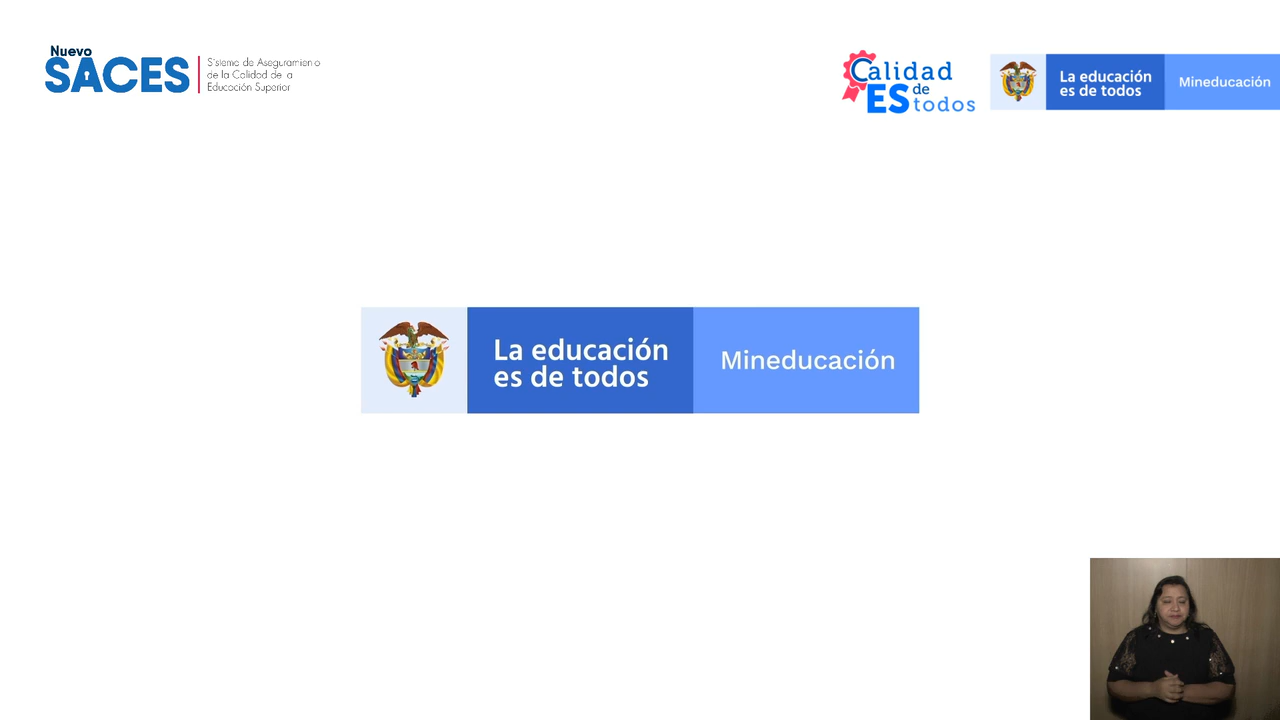 Nuevo
SACES
Sistema de Aseguramiento
de la Calidad de la
Educación Superior
Calidad
de
ES todos
La educación
es de todos
Mineducación
La educación
es de todos
Mineducación